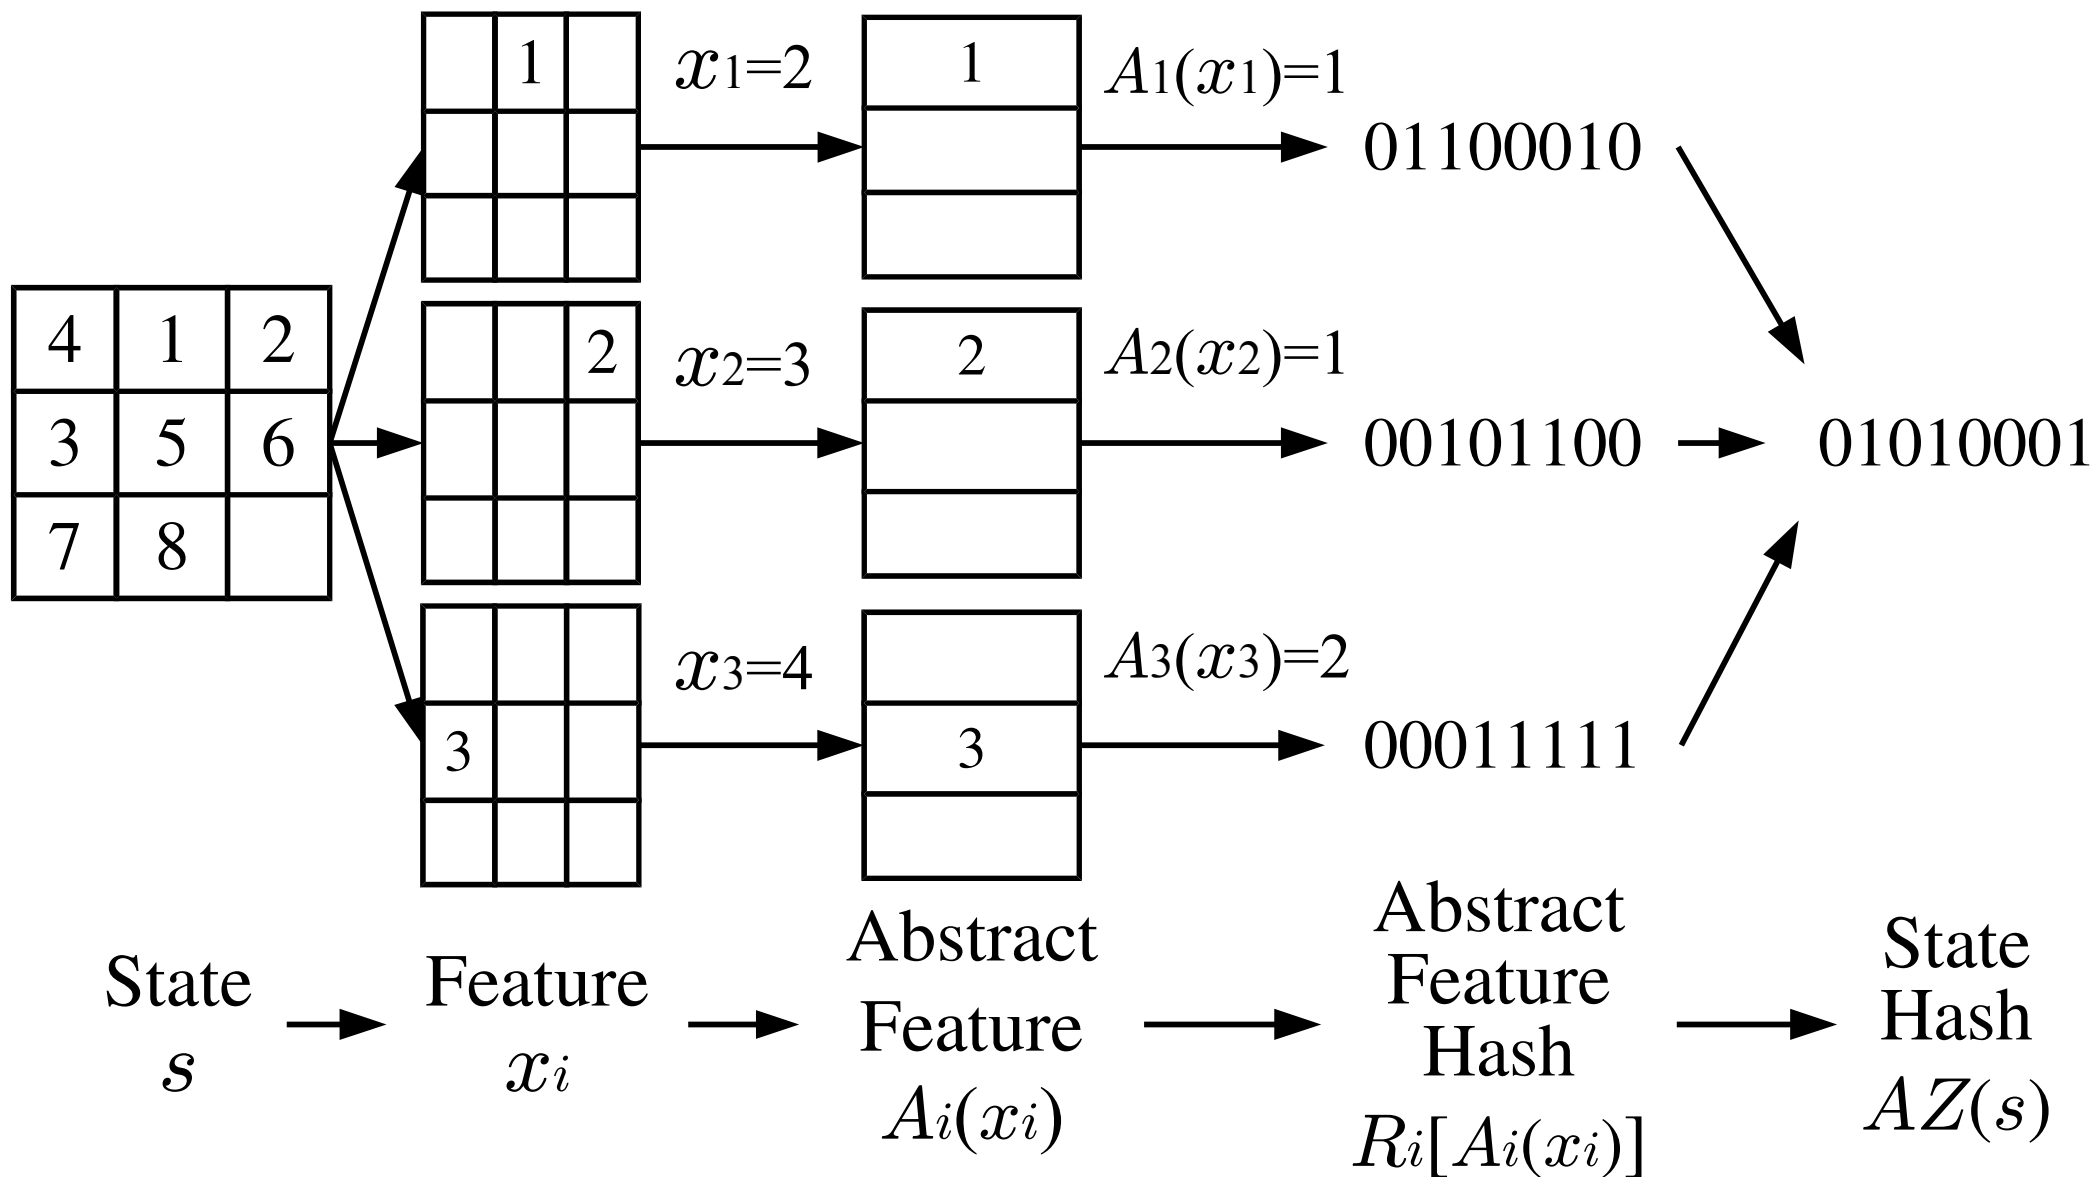 4 1 2
3 5 6
7 8
1
x1=2
1
A1(x1)=1
01100010
2
x2=3
2
A2(x2)=1
00101100
01010001
3
x3=4
3
A3(x3)=2
00011111
State
s
Feature
xi
Abstract
Feature
Ai(xi)
Abstract
Feature
Hash
Ri[Ai(xi)]
State
Hash
AZ(s)